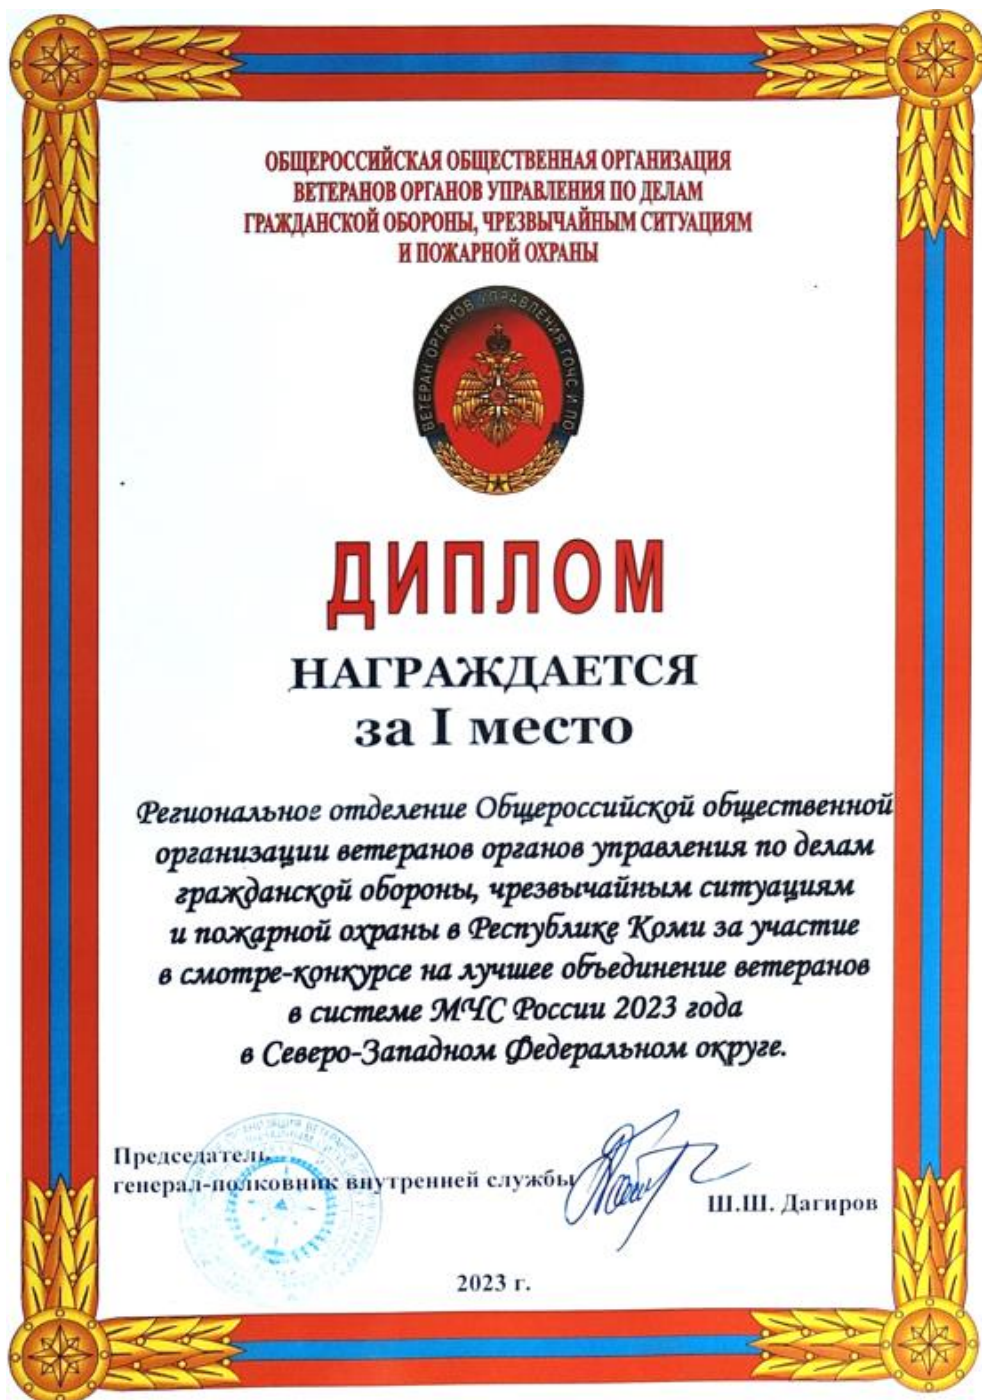 ОБЩЕРОССИЙСКАЯ ОБЩЕСТВЕННАЯ ОРГАНИЗАЦИЯ
ВЕТЕРАНОВ ОРГАНОВ УПРАВЛЕНИЯ ПО ДЕЛАМ
ГРАЖДАНСКОЙ ОБОРОНЫ, ЧРЕЗВЫЧАЙНЫМ СИТУАЦИЯМ
И ПОЖАРНОЙ ОХРАНЫ
ВЕТЕРАН ОРГАНОВ УПРАВЛЕНИЯ ГОЧС И ПО
ДИПЛОМ
НАГРАЖДАЕТСЯ
за I место
Региональное отделение Общероссийской общественной
организации ветеранов органов управления по делам
гражданской обороны, чрезвычайным ситуациям
и пожарной охраны в Республике Коми за участие
в смотре-конкурсе на лучшее объединение ветеранов
в системе МЧС России 2023 года
в Северо-Западном Федеральном округе.
Председатель
генерал-полковник внутренней службы
Ш.Ш. Дагиров
2023 г.